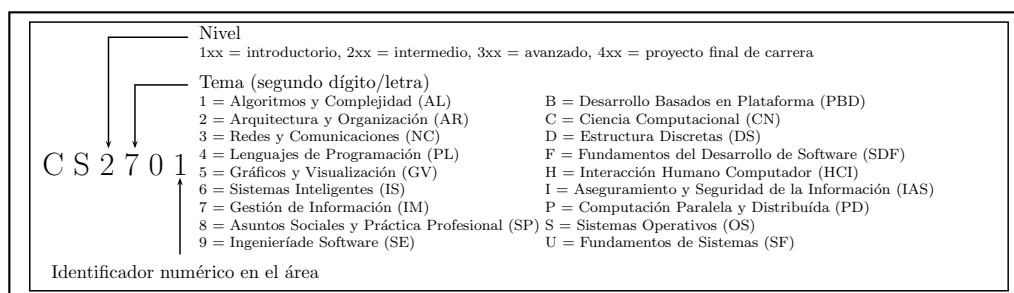 Nivel
1xx = introductorio, 2xx = intermedio, 3xx = avanzado, 4xx = proyecto final de carrera
Tema (segundo dígito/letra)
1 = Algoritmos y Complejidad (AL)
2 = Arquitectura y Organización (AR)
3 = Redes y Comunicaciones (NC)
4 = Lenguajes de Programación (PL)
5 = Gráficos y Visualización (GV)
6 = Sistemas Inteligentes (IS)
7 = Gestión de Información (IM)
8 = Asuntos Sociales y Práctica Profesional (SP)
9 = Ingenieríade Software (SE)
B = Desarrollo Basados en Plataforma (PBD)
C = Ciencia Computacional (CN)
D = Estructura Discretas (DS)
F = Fundamentos del Desarrollo de Software (SDF)
H = Interacción Humano Computador (HCI)
I = Aseguramiento y Seguridad de la Información (IAS)
P = Computación Paralela y Distribuída (PD)
S = Sistemas Operativos (OS)
U = Fundamentos de Sistemas (SF)
C S 2 7 0 1
Identificador numérico en el área